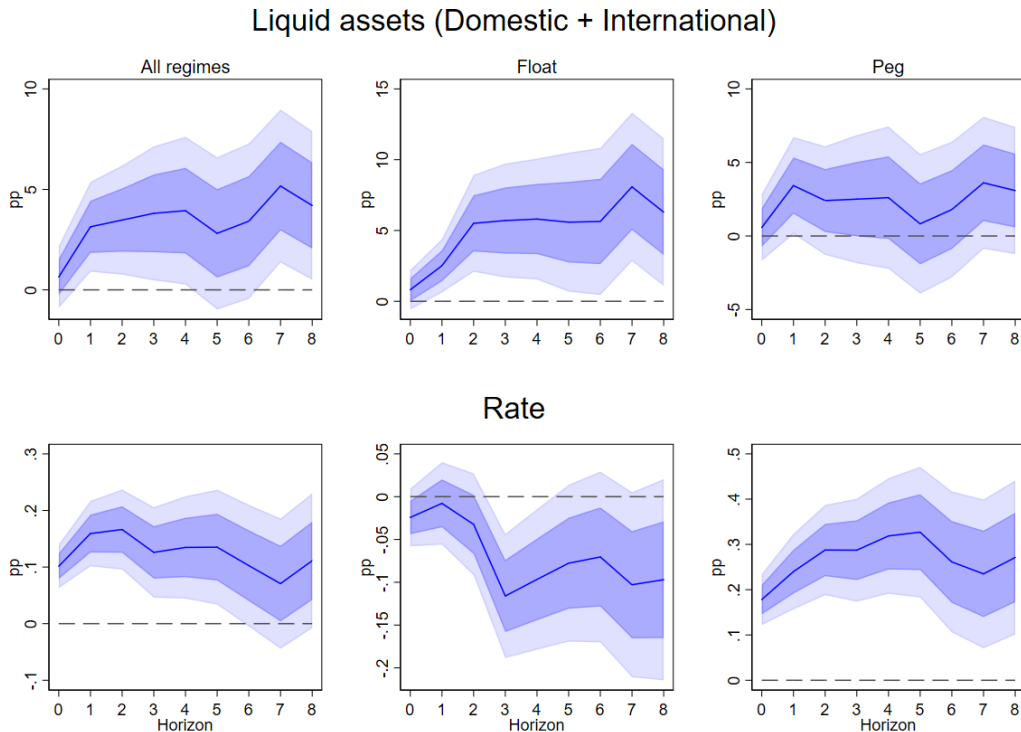 Liquid assets (Domestic + International)
All regimes Float Peg
10 15 10
5 10 5
0 5 0
0 -5
pp pp pp
0 1 2 3 4 5 6 7 8 0 1 2 3 4 5 6 7 8 0 1 2 3 4 5 6 7 8
Rate
.3 .05 .5
.2 0 .4
.1 -.05 .3
0 -.1 .2
-.1 -.15 .1
-.2 0
pp pp pp
0 1 2 3 4 5 6 7 8 0 1 2 3 4 5 6 7 8 0 1 2 3 4 5 6 7 8
Horizon Horizon Horizon